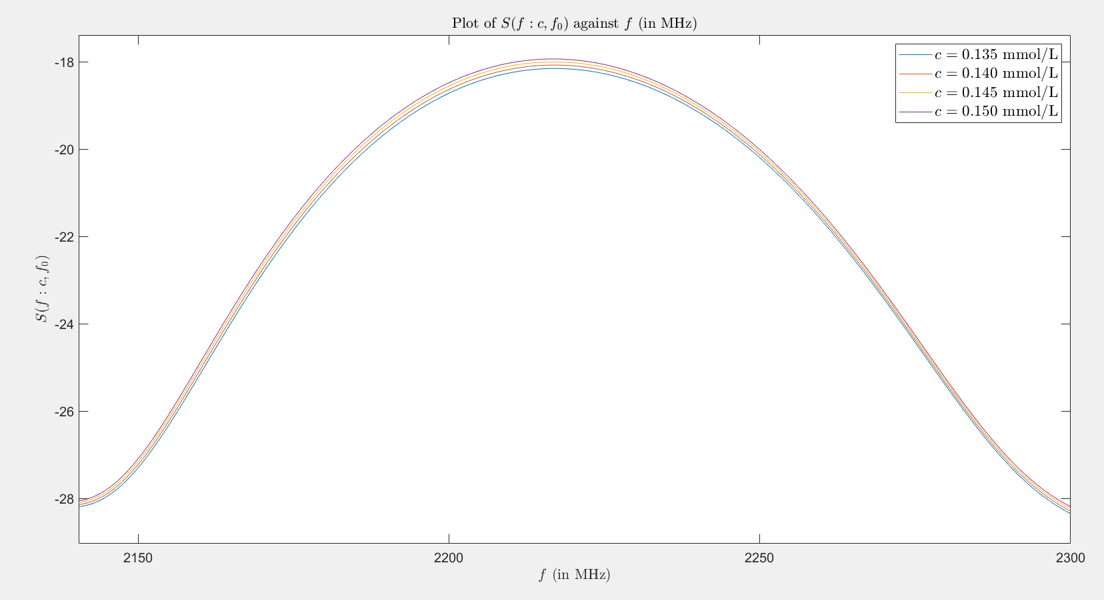 Plot of S(f : c, f₀) against f (in MHz)
c = 0.135 mmol/L
c = 0.140 mmol/L
c = 0.145 mmol/L
c = 0.150 mmol/L
-18
-20
-22
-24
-26
-28
S(f : c, f₀)
2150
2200
2250
2300
f (in MHz)